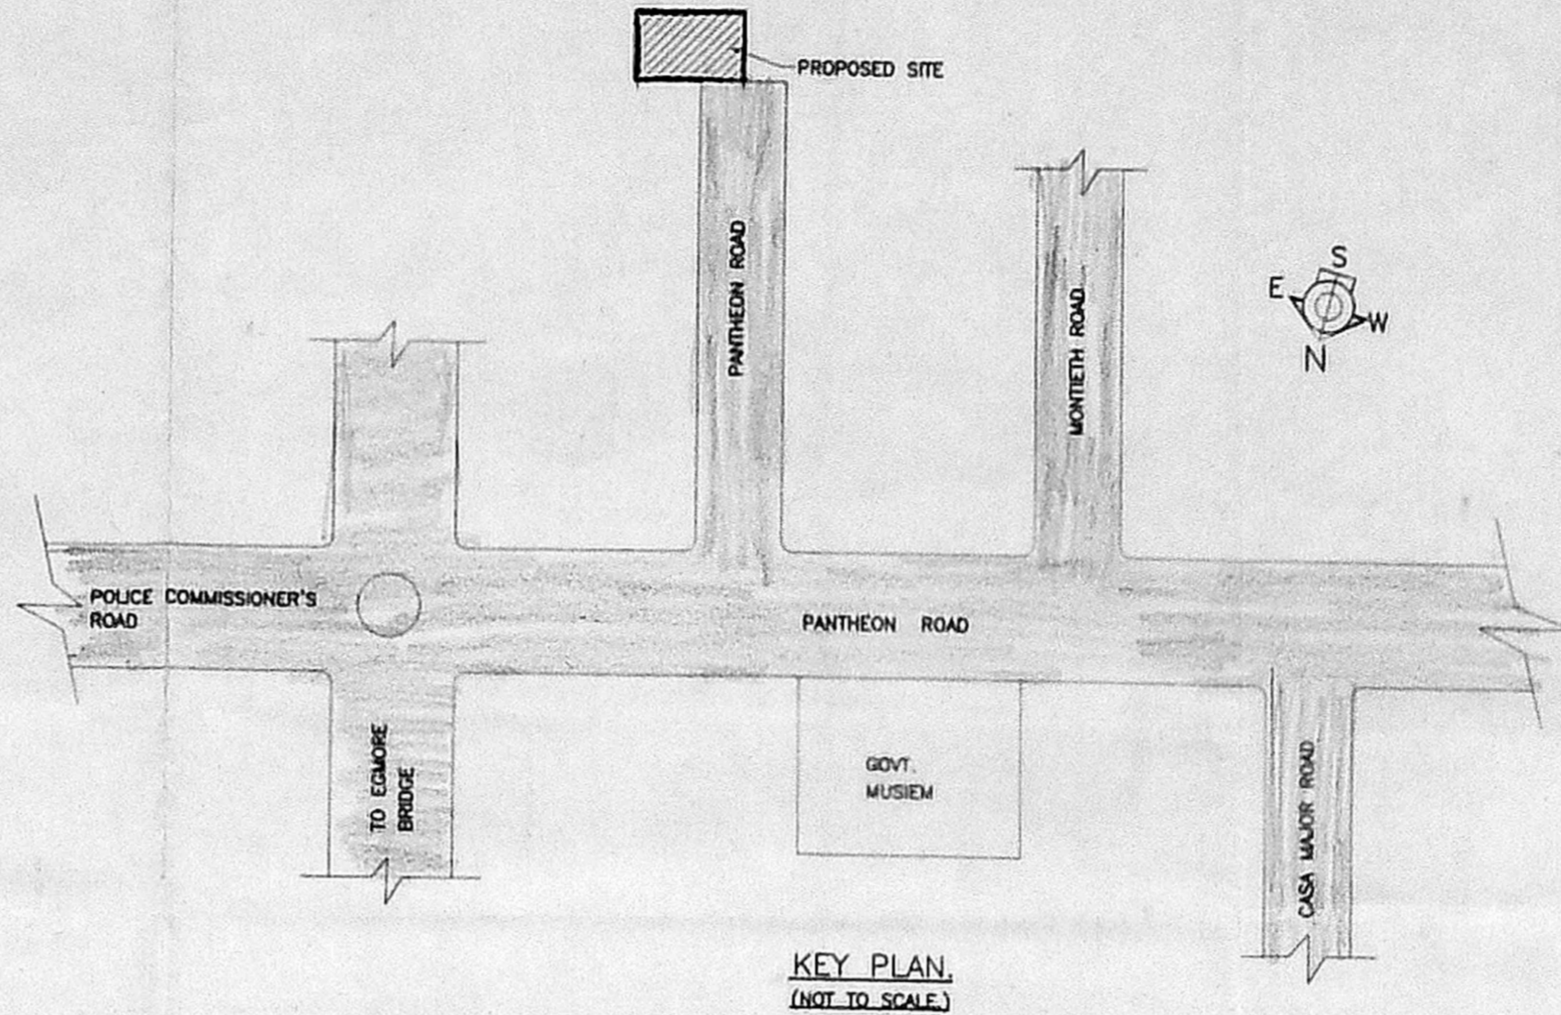 PROPOSED SITE
PANTHEON ROAD
MONTIETH ROAD
S
E
W
N
POLICE COMMISSIONER'S
ROAD
PANTHEON ROAD
TO EGMORE
BRIDGE
GOVT.
MUSIEM
CASA MAJOR ROAD
KEY PLAN.
(NOT TO SCALE.)